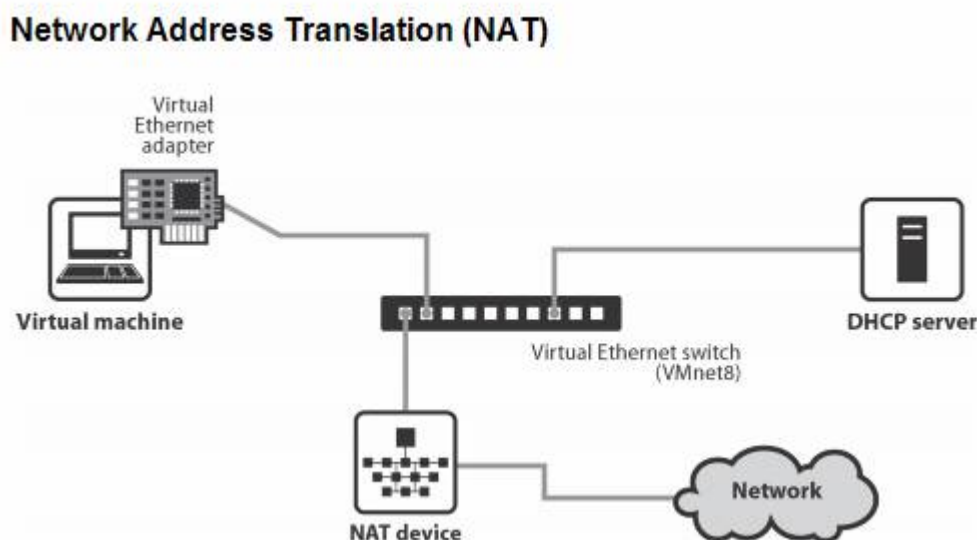 Network Address Translation (NAT)
Virtual
Ethernet
adapter
Virtual machine
DHCP server
Virtual Ethernet switch
(VMnet8)
NAT device
Network